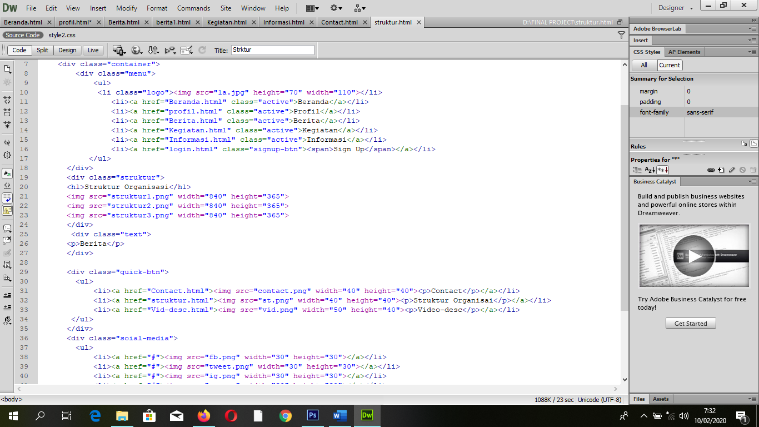 Dw File Edit View Insert Modify Format Commands Site Window Help Designer
Beranda.html × profil.html* × Berita.html × berita1.html × Kegiatan.html × Informasi.html × Contact.html × struktur.html × D:\FINAL PROJECT\struktur.html
Source Code style2.css
Code Split Design Live Title: Strktur
7 <div class="container">
8 <div class="menu">
9 <ul>
10 <li class="logo"><img src="1a.jpg" height="70" width="110"></li>
11 <li><a href="Beranda.html" class="active">Beranda</a></li>
12 <li><a href="profil.html" class="active">Profil</a></li>
13 <li><a href="Berita.html" class="active">Berita</a></li>
14 <li><a href="Kegiatan.html" class="active">Kegiatan</a></li>
15 <li><a href="Informasi.html" class="active">Informasi</a></li>
16 <li><a href="login.html" class="signup-btn"><span>Sign Up</span></a></li>
17 </ul>
18 </div>
19 <div class="struktur">
20 <h1>Struktur Organisasi</h1>
21 <img src="struktur1.png" width="840" height="365">
22 <img src="struktur2.png" width="840" height="365">
23 <img src="struktur3.png" width="840" height="365">
24 </div>
25 <div class="text">
26 <p>Berita</p>
27 </div>
28
29 <div class="quick-btn">
30 <ul>
31 <li><a href="Contact.html"><img src="contact.png" width="40" height="40"><p>Contact</p></a></li>
32 <li><a href="struktur.html"><img src="st.png" width="40" height="40"><p>Struktur Organisai</p></a></li>
33 <li><a href="Vid-desc.html"><img src="vid.png" width="50" height="40"><p>Video-desc</p></a></li>
34 </ul>
35 </div>
36 <div class="soial-media">
37 <ul>
38 <li><a href="#"><img src="fb.png" width="30" height="30"></a></li>
39 <li><a href="#"><img src="tweet.png" width="30" height="30"></a></li>
40 <li><a href="#"><img src="ig.png" width="30" height="30"></a></li>
<body> 1088K / 23 sec Unicode (UTF-8)
Adobe BrowserLab
Insert
CSS Styles AP Elements
All Current
Summary for Selection
margin 0
padding 0
font-family sans-serif
Rules
Properties for "*"
Business Catalyst
Build and publish business websites
and powerful online stores within
Dreamweaver.
Try Adobe Business Catalyst for free
today!
Get Started
Files Assets
Ps Dw
7:32
10/02/2020
1